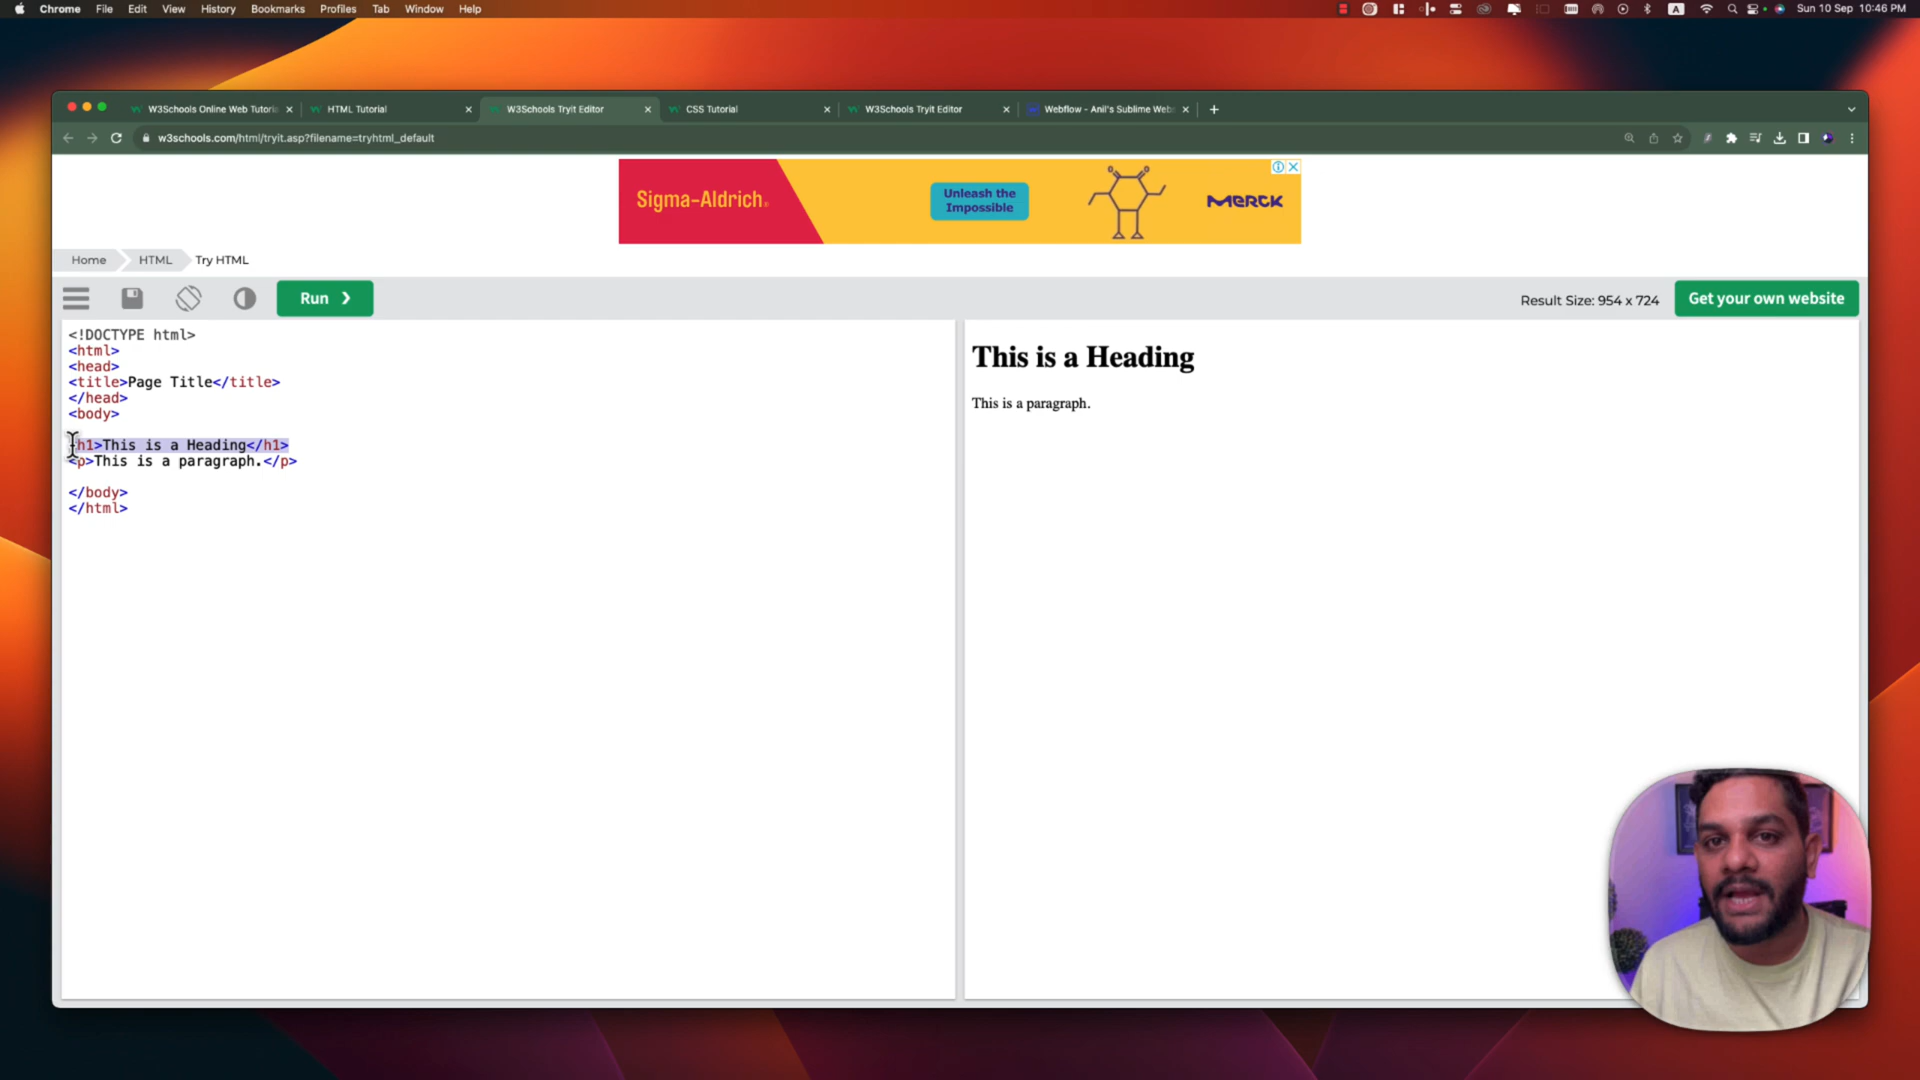 Chrome File Edit View History Bookmarks Profiles Tab Window Help
A Sun 10 Sep 10:46 PM
W3Schools Online Web Tutoria HTML Tutorial W3Schools Tryit Editor CSS Tutorial W3Schools Tryit Editor Webflow - Anil's Sublime Web
w3schools.com/html/tryit.asp?filename=tryhtml_default
Sigma-Aldrich
Unleash the
Impossible
MERCK
Home HTML Try HTML
Run ❯
Result Size: 954 x 724
Get your own website
<!DOCTYPE html>
<html>
<head>
<title>Page Title</title>
</head>
<body>
h1>This is a Heading</h1>
<p>This is a paragraph.</p>
</body>
</html>
This is a Heading
This is a paragraph.